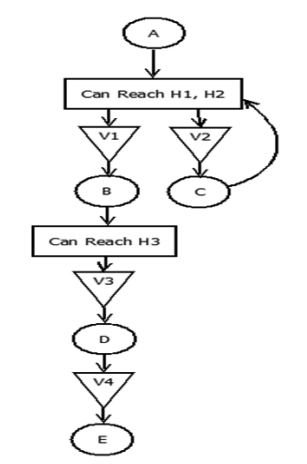 A
Can Reach H1, H2
V1 V2
B C
Can Reach H3
V3
D
V4
E